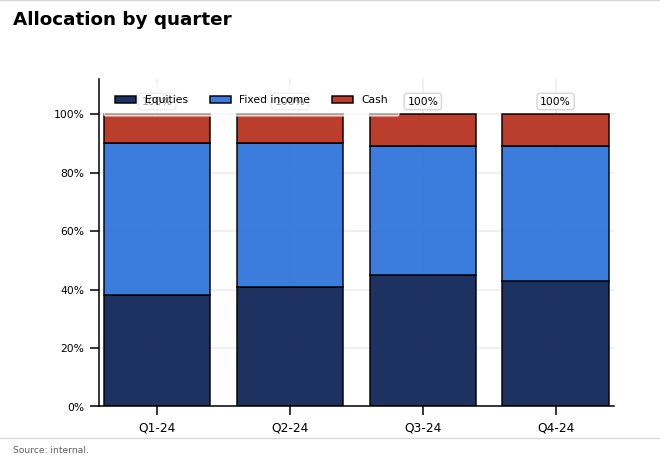 Allocation by quarter
Equities Fixed income Cash
100% 100%
100%
80%
60%
40%
20%
0%
Q1-24 Q2-24 Q3-24 Q4-24
Source: internal.